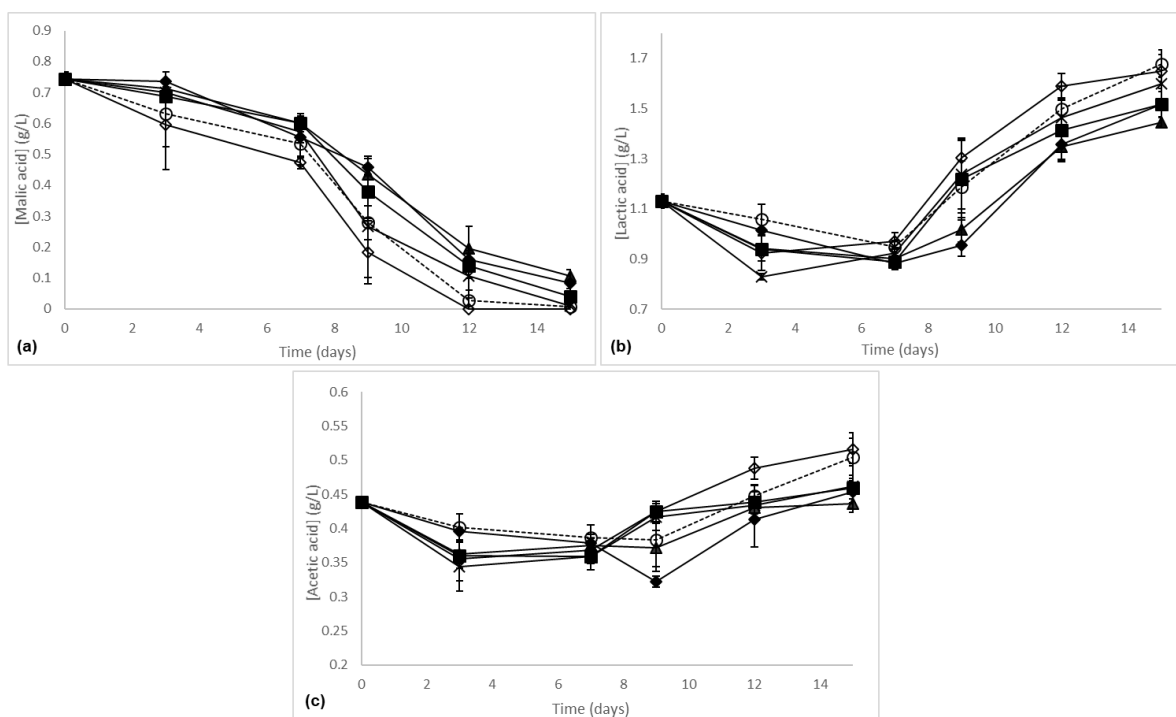 0.9
0.8
0.7
0.6
0.5
0.4
0.3
0.2
0.1
0
[Malic acid] (g/L)
0 2 4 6 8 10 12 14
Time (days)
(a)
1.7
1.5
1.3
1.1
0.9
0.7
[Lactic acid] (g/L)
0 2 4 6 8 10 12 14
Time (days)
(b)
0.6
0.55
0.5
0.45
0.4
0.35
0.3
0.25
0.2
[Acetic acid] (g/L)
0 2 4 6 8 10 12 14
Time (days)
(c)